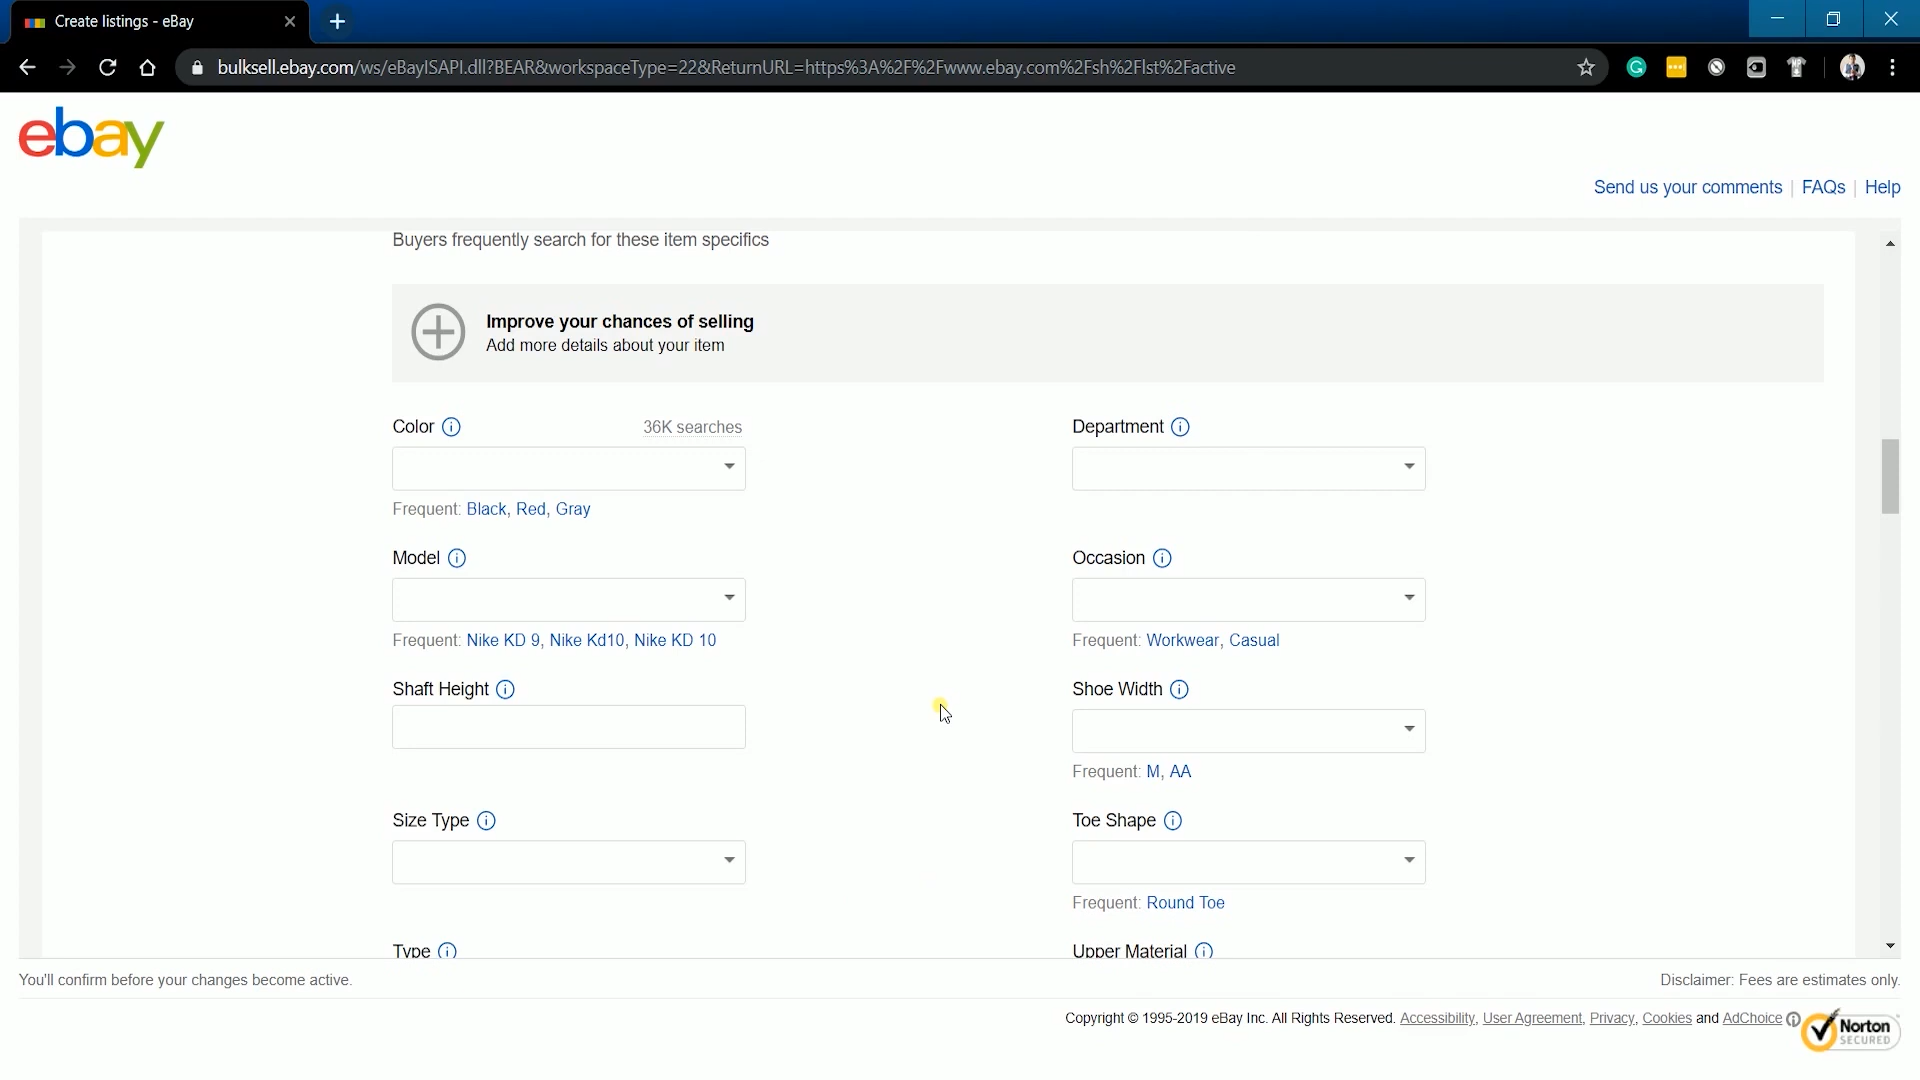 Create listings - eBay
bulksell.ebay.com/ws/eBayISAPI.dll?BEAR&workspaceType=22&ReturnURL=https%3A%2F%2Fwww.ebay.com%2Fsh%2Flst%2Factive
ebay
Send us your comments | FAQs | Help
Buyers frequently search for these item specifics
Improve your chances of selling
Add more details about your item
Color 36K searches
Frequent: Black, Red, Gray
Department
Model
Frequent: Nike KD 9, Nike Kd10, Nike KD 10
Occasion
Frequent: Workwear, Casual
Shaft Height
Shoe Width
Frequent: M, AA
Size Type
Toe Shape
Frequent: Round Toe
Type
Upper Material
You'll confirm before your changes become active.
Disclaimer: Fees are estimates only.
Copyright © 1995-2019 eBay Inc. All Rights Reserved. Accessibility, User Agreement, Privacy, Cookies and AdChoice
Norton
SECURED